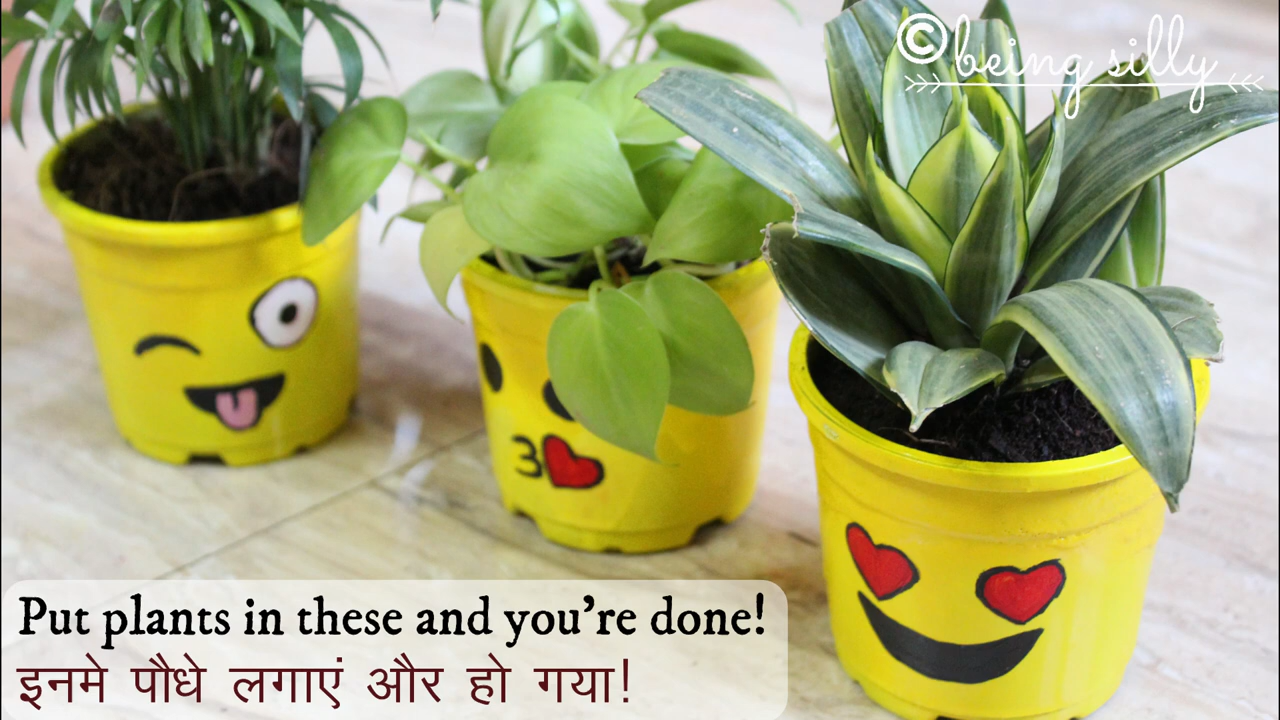 ©being silly
Put plants in these and you're done!
इनमे पौधे लगाएं और हो गया!